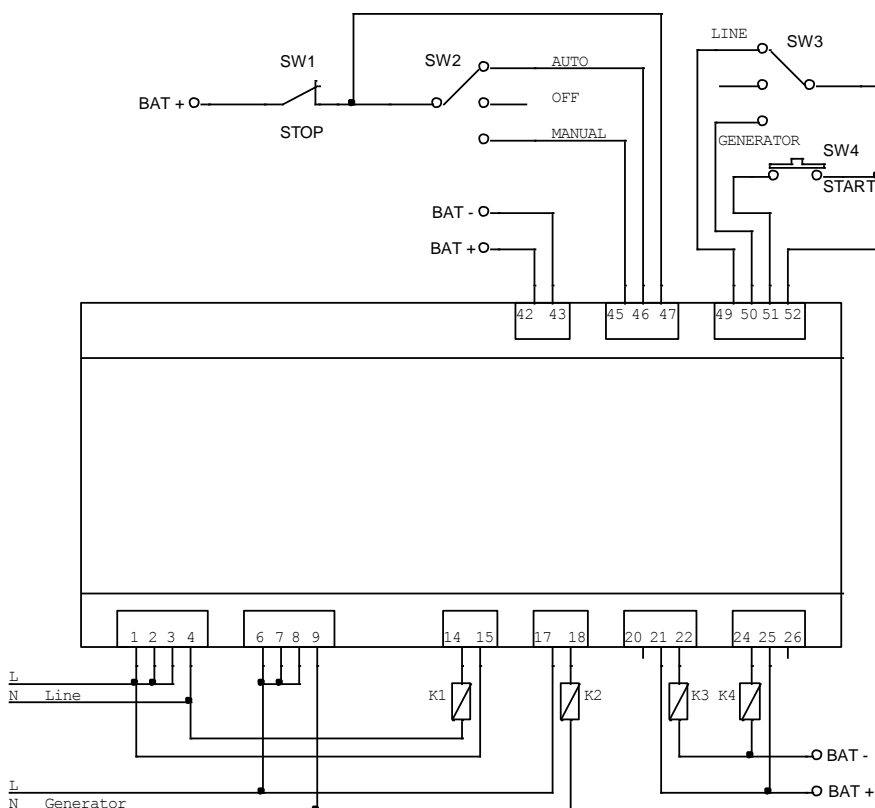 LINE
SW3
SW1
SW2
AUTO
BAT +
OFF
STOP
MANUAL
GENERATOR
SW4
START
BAT -
BAT +
42 43
45 46 47
49 50 51 52
1 2 3 4
6 7 8 9
14 15
17 18
20 21 22
24 25 26
L
N Line
K1
K2
K3
K4
BAT -
L
BAT +
N Generator